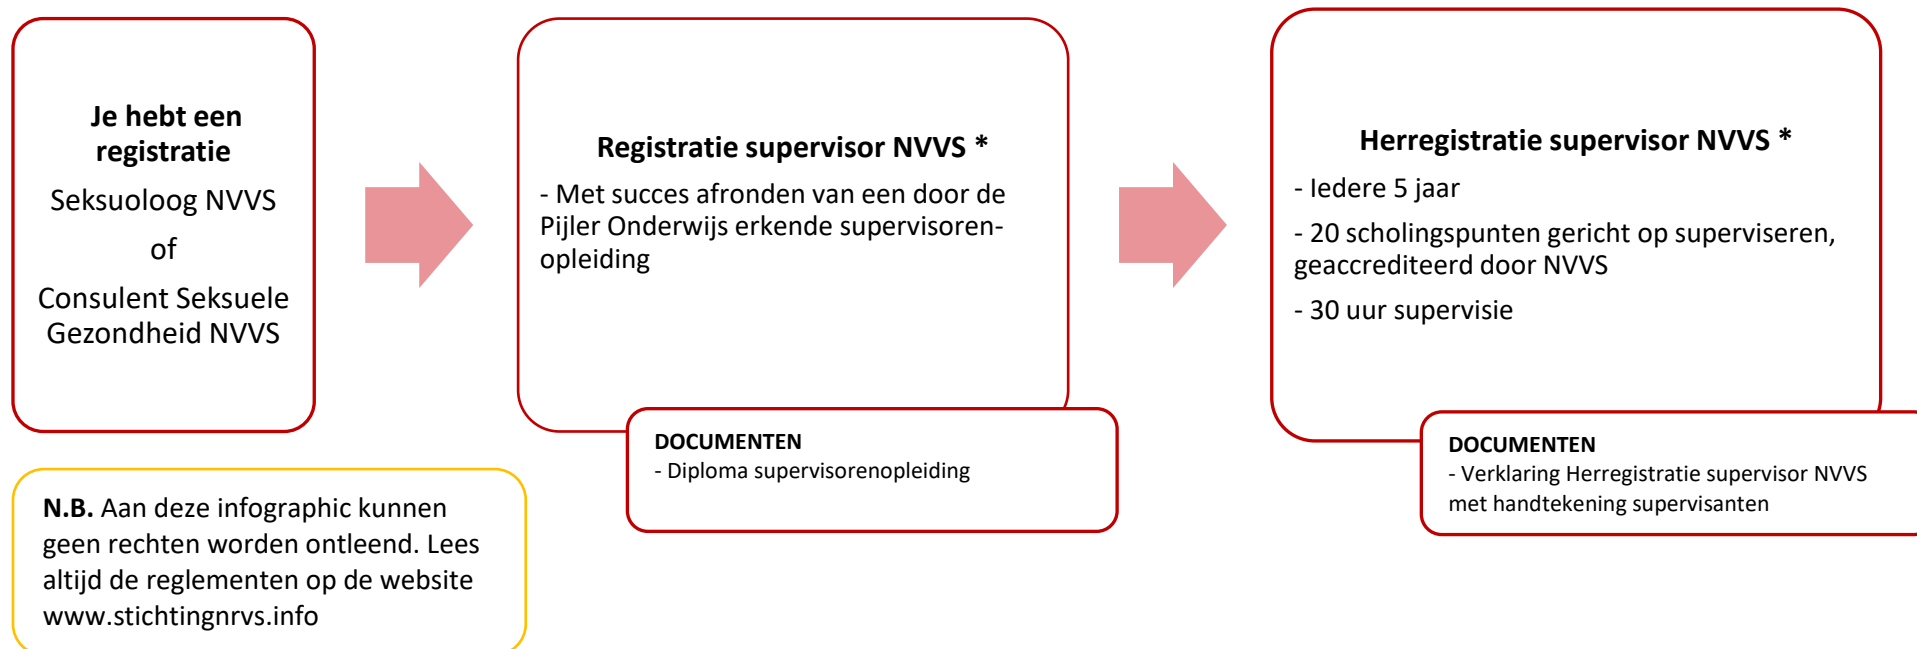 Je hebt een
registratie
Seksuoloog NVVS
of
Consulent Seksuele
Gezondheid NVVS
Registratie supervisor NVVS *
- Met succes afronden van een door de
Pijler Onderwijs erkende supervisoren-
opleiding
DOCUMENTEN
- Diploma supervisorenopleiding
Herregistratie supervisor NVVS *
- Iedere 5 jaar
- 20 scholingspunten gericht op superviseren,
geaccrediteerd door NVVS
- 30 uur supervisie
DOCUMENTEN
- Verklaring Herregistratie supervisor NVVS
met handtekening supervisanten
N.B. Aan deze infographic kunnen
geen rechten worden ontleend. Lees
altijd de reglementen op de website
www.stichtingnrvs.info